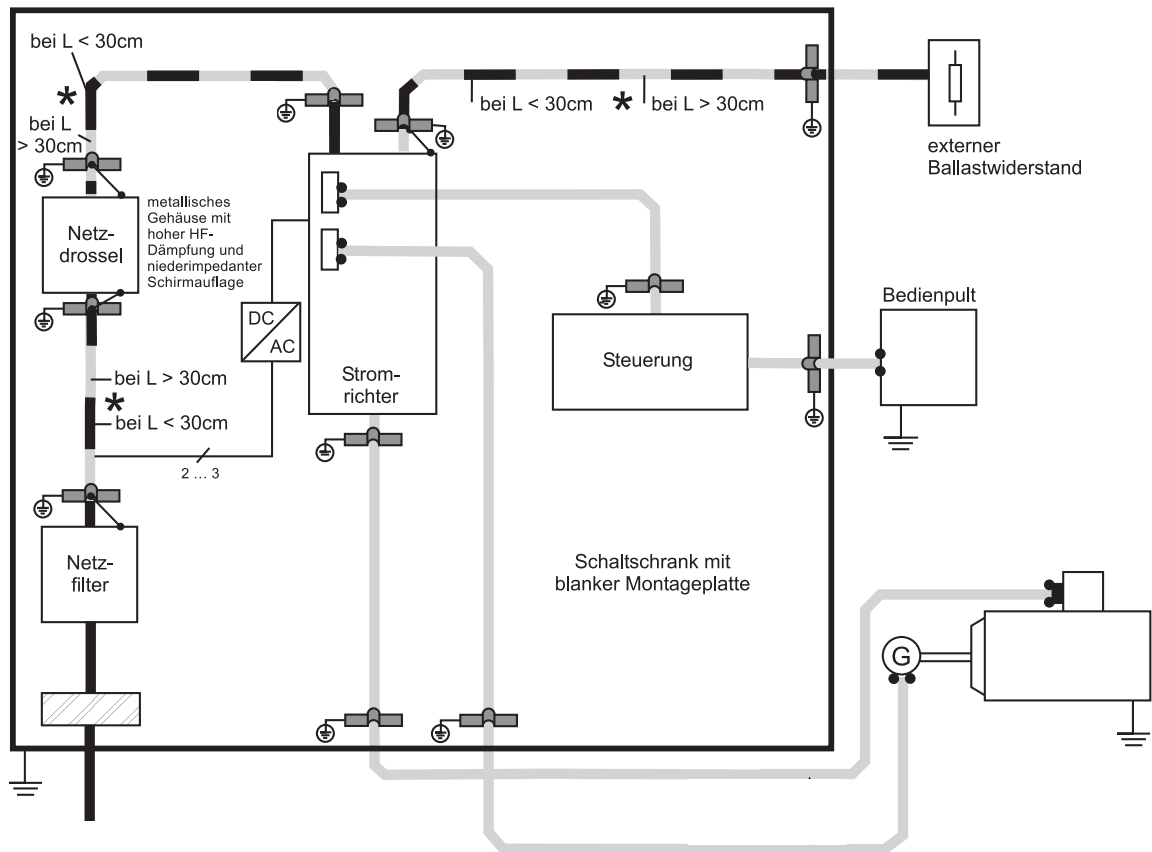 bei L < 30cm
*
bei L
> 30cm
bei L < 30cm
*
bei L > 30cm
externer
Ballastwiderstand
Netz-
drossel
metallisches
Gehäuse mit
hoher HF-
Dämpfung und
niederimpedanter
Schirmauflage
DC
AC
Strom-
richter
Steuerung
Bedienpult
bei L > 30cm
*
bei L < 30cm
2 ... 3
Netz-
filter
Schaltschrank mit
blanker Montageplatte
G